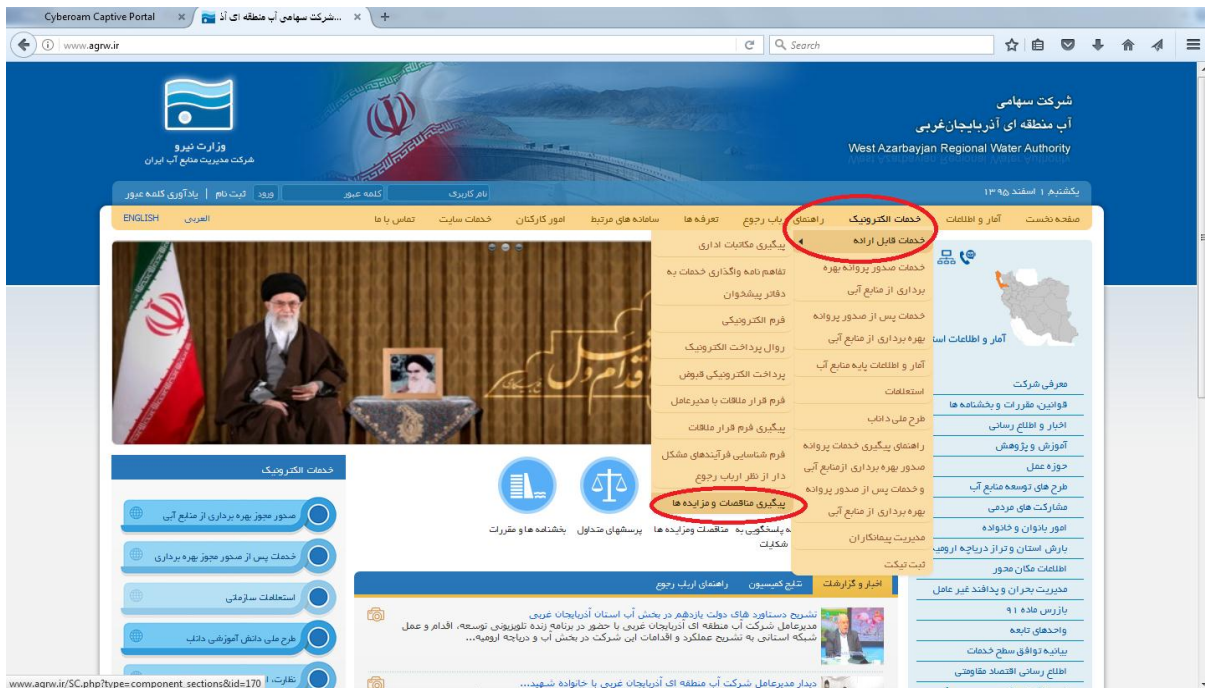 Cyberoam Captive Portal
شرکت سهامی آب منطقه ای آذ...
www.agrw.ir
Search
شرکت سهامی
آب منطقه ای آذربایجان‌غربی
West Azarbayjan Regional Water Authority
وزارت نیرو
شرکت مدیریت منابع آب ایران
یکشنبه ۱ اسفند ۱۳۹۵
نام کاربری
کلمه عبور
ورود
ثبت نام | یادآوری کلمه عبور
صفحه نخست
آمار و اطلاعات
خدمات الکترونیک
راهنمای ارباب رجوع
تعرفه ها
سامانه های مرتبط
امور کارکنان
خدمات سایت
تماس با ما
العربی
ENGLISH
خدمات قابل ارائه
خدمات صدور پروانه بهره
برداری از منابع آبی
خدمات پس از صدور پروانه
بهره برداری از منابع آبی
آمار و اطلاعات پایه منابع آب
استعلامات
طرح ملی داناب
راهنمای پیگیری خدمات پروانه
صدور بهره برداری ازمنابع آبی
و خدمات پس از صدور پروانه
بهره برداری از منابع آبی
مدیریت پیمانکاران
ثبت تیکت
پیگیری مکاتبات اداری
تفاهم نامه واگذاری خدمات به
دفاتر پیشخوان
فرم الکترونیکی
روال پرداخت الکترونیک
پرداخت الکترونیکی قبوض
فرم قرار ملاقات با مدیرعامل
پیگیری فرم قرار ملاقات
فرم شناسایی فرآیندهای مشکل
دار از نظر ارباب رجوع
پیگیری مناقصات و مزایده ها
آمار و اطلاعات
معرفی شرکت
قوانین، مقررات و بخشنامه ها
اخبار و اطلاع رسانی
آموزش و پژوهش
حوزه عمل
طرح های توسعه منابع آب
مشارکت های مردمی
امور بانوان و خانواده
بارش استان و تراز دریاچه ارومیه
اطلاعات مکان محور
مدیریت بحران و پدافند غیر عامل
بازرس ماده ۹۱
واحدهای تابعه
بیانیه توافق سطح خدمات
اطلاع رسانی اقتصاد مقاومتی
اقدام و
پاسخگویی به
شکایات
مناقصات ومزایده ها
پرسشهای متداول
بخشنامه ها و مقررات
خدمات الکترونیک
صدور مجوز بهره برداری از منابع آبی
خدمات پس از صدور مجوز بهره برداری
استعلامات سازمانی
طرح ملی دانش آموزشی داناب
نظارت،
اخبار و گزارشات
نتایج کمیسیون
راهنمای ارباب رجوع
تشریح دستاورد های دولت یازدهم در بخش آب استان آذربایجان غربی
مدیرعامل شرکت آب منطقه ای آذربایجان غربی با حضور در برنامه زنده تلویزیونی توسعه، اقدام و عمل
شبکه استانی به تشریح عملکرد و اقدامات این شرکت در بخش آب و دریاچه ارومیه...
دیدار مدیرعامل شرکت آب منطقه ای آذربایجان غربی با خانواده شهید...
www.agrw.ir/SC.php?type=component_sections&id=170